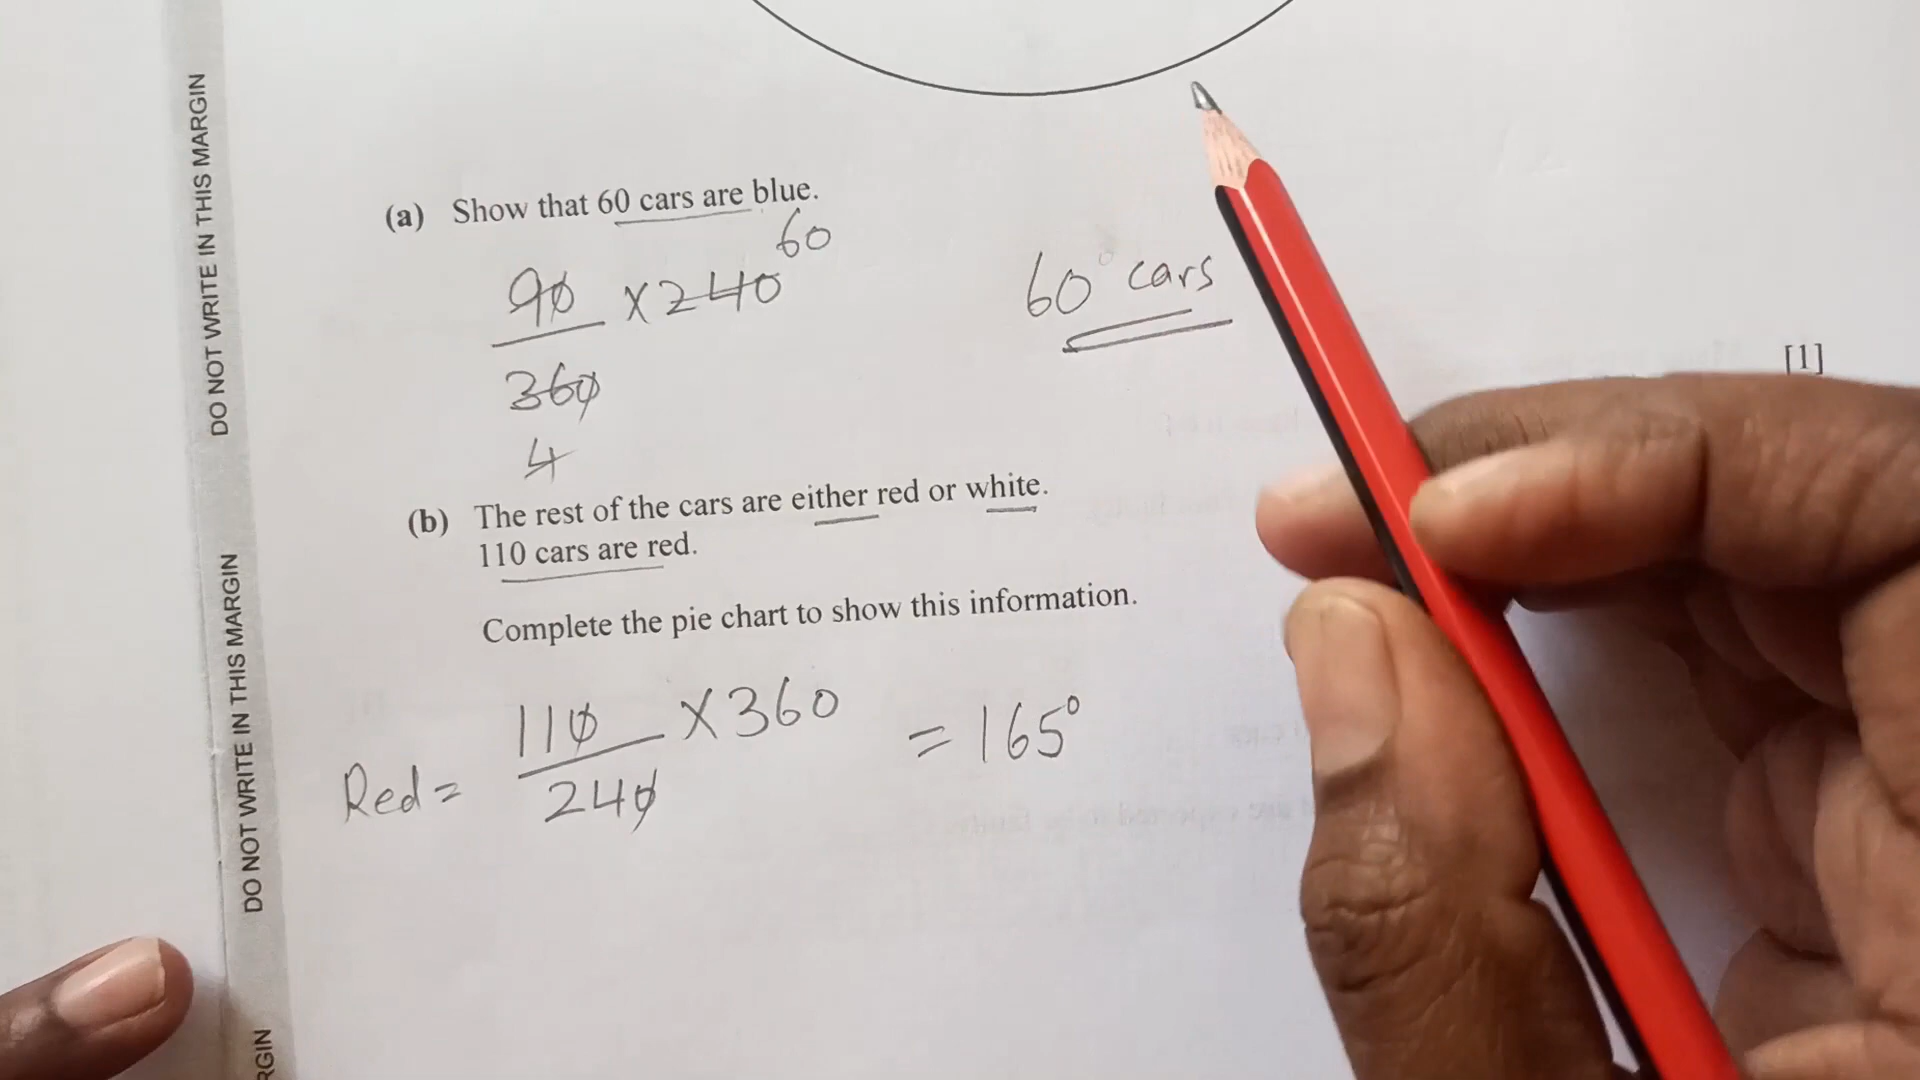 DO NOT WRITE IN THIS MARGIN
(a) Show that 60 cars are blue.
60
90 × 240
360
4
60° cars
[1]
(b) The rest of the cars are either red or white.
110 cars are red.
Complete the pie chart to show this information.
Red = 110 × 360 = 165°
240
DO NOT WRITE IN THIS MARGIN
RGIN